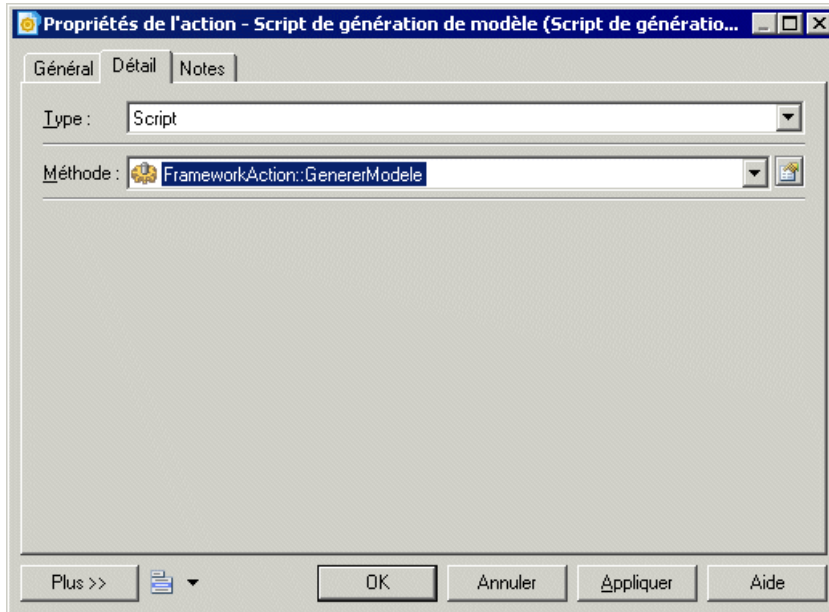 Propriétés de l'action - Script de génération de modèle (Script de génératio...
Général Détail Notes
Type : Script
Méthode : FrameworkAction::GenererModele
Plus >> OK Annuler Appliquer Aide